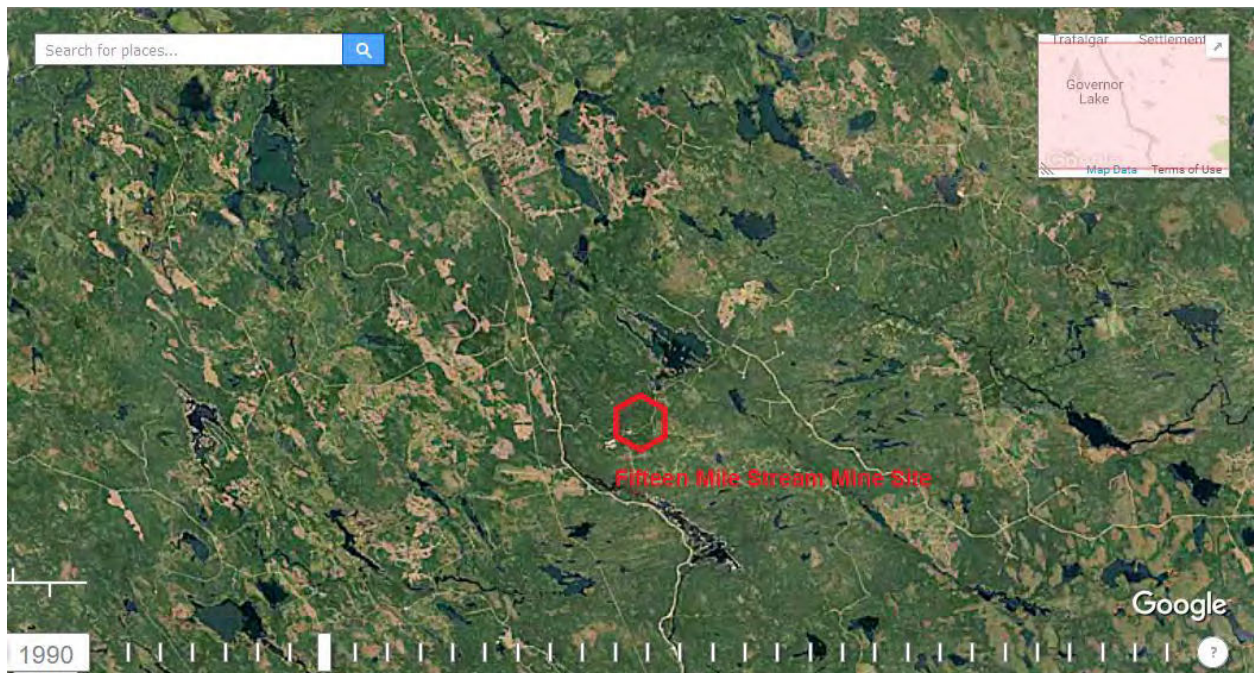 Search for places...
Trafalgar Settlement
Governor
Lake
Google
Map Data Terms of Use
Fifteen Mile Stream Mine Site
Google
1990
?